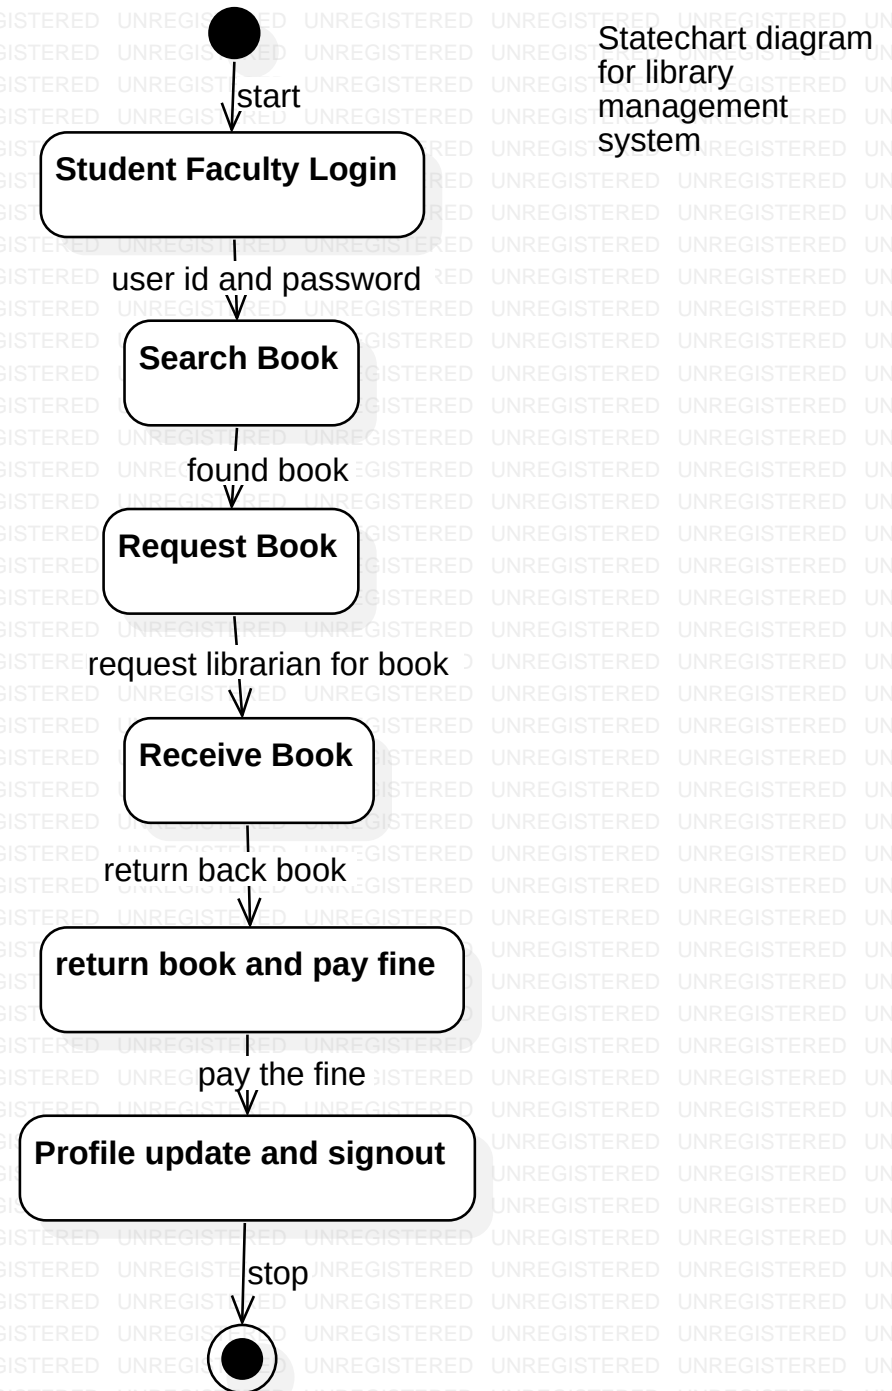 Statechart diagram
for library
management
system
start
Student Faculty Login
user id and password
Search Book
found book
Request Book
request librarian for book
Receive Book
return back book
return book and pay fine
pay the fine
Profile update and signout
stop
UNREGISTERED